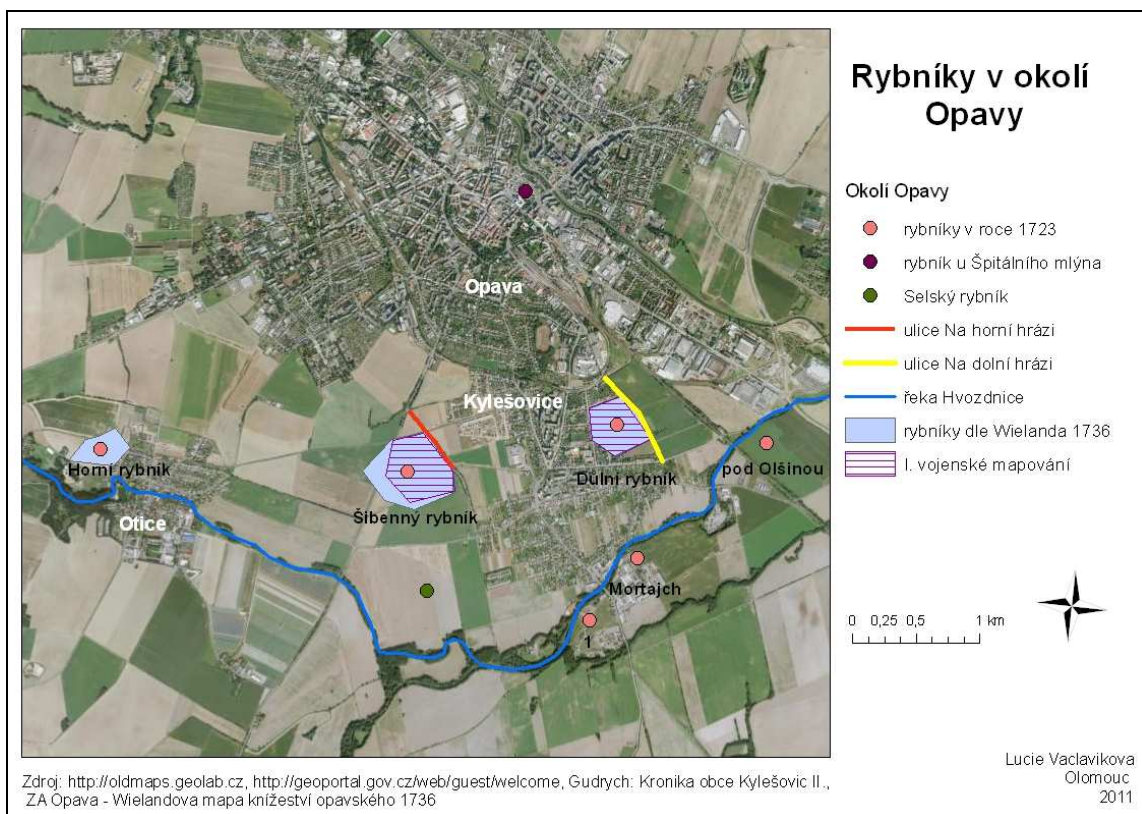 Rybníky v okolí
Opavy
Okolí Opavy
rybníky v roce 1723
rybník u Špitálního mlýna
Selský rybník
ulice Na horní hrázi
ulice Na dolní hrázi
řeka Hvozdnice
rybníky dle Wielanda 1736
I. vojenské mapování
Opava
Kylešovice
Horní rybník
Otice
Šibenný rybník
Důlní rybník
pod Olšinou
Mortajch
1
0 0,25 0,5 1 km
Zdroj: http://oldmaps.geolab.cz, http://geoportal.gov.cz/web/guest/welcome, Gudrych: Kronika obce Kylešovic II.,
ZA Opava - Wielandova mapa knížeství opavského 1736
Lucie Vaclavikova
Olomouc
2011